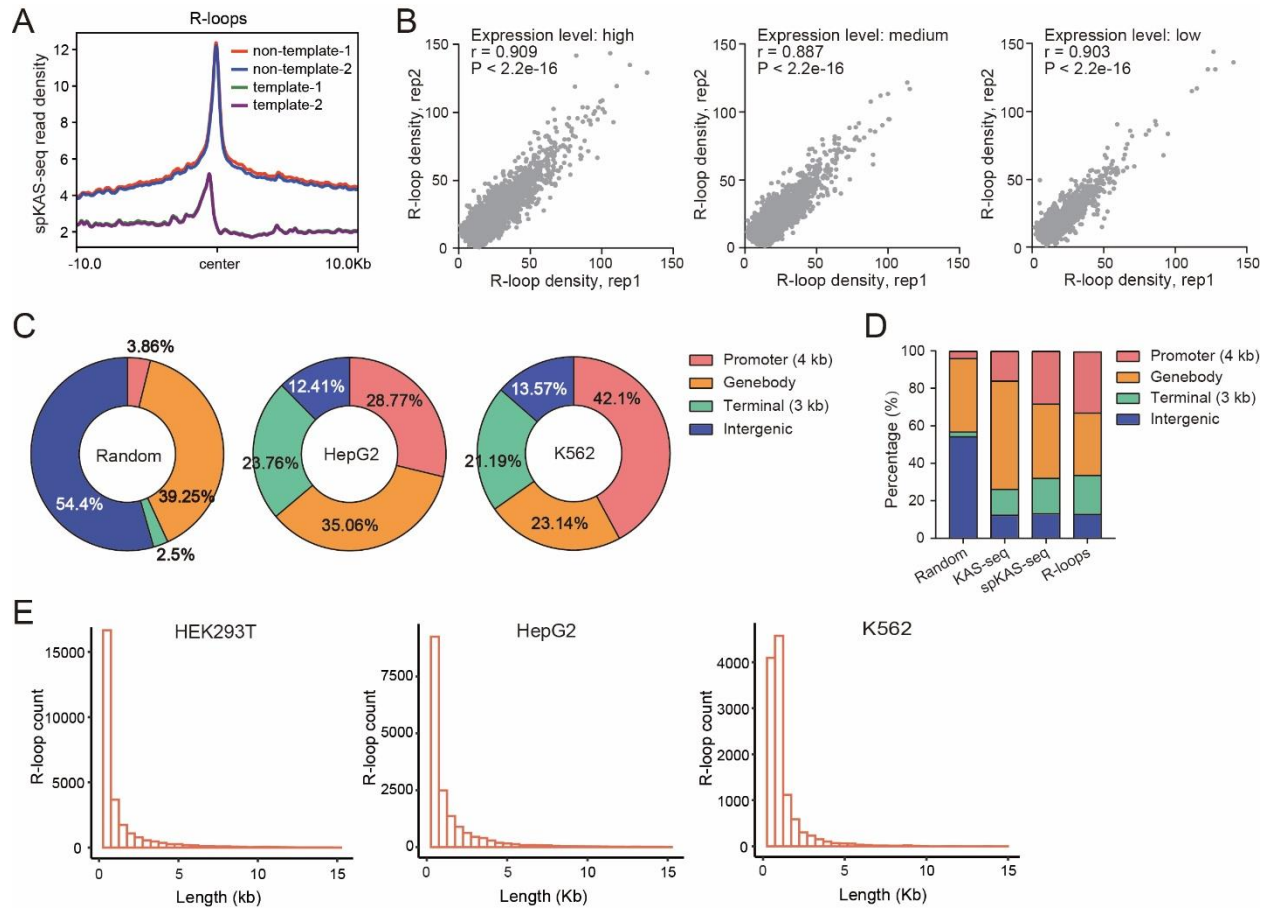 A
R-loops
spKAS-seq read density
12
10
8
6
4
2
non-template-1
non-template-2
template-1
template-2
-10.0
center
10.0Kb
B
Expression level: high
r = 0.909
P < 2.2e-16
R-loop density, rep2
150
100
50
0
0
50
100
150
R-loop density, rep1
Expression level: medium
r = 0.887
P < 2.2e-16
R-loop density, rep2
150
100
50
0
0
50
100
150
R-loop density, rep1
Expression level: low
r = 0.903
P < 2.2e-16
R-loop density, rep2
150
100
50
0
0
50
100
150
R-loop density, rep1
C
3.86%
39.25%
2.5%
54.4%
Random
12.41%
28.77%
23.76%
35.06%
HepG2
13.57%
42.1%
21.19%
23.14%
K562
Promoter (4 kb)
Genebody
Terminal (3 kb)
Intergenic
D
Percentage (%)
100
80
60
40
20
0
Random
KAS-seq
spKAS-seq
R-loops
Promoter (4 kb)
Genebody
Terminal (3 kb)
Intergenic
E
HEK293T
R-loop count
15000
10000
5000
0
0
5
10
15
Length (kb)
HepG2
R-loop count
7500
5000
2500
0
0
5
10
15
Length (Kb)
K562
R-loop count
4000
3000
2000
1000
0
0
5
10
15
Length (Kb)